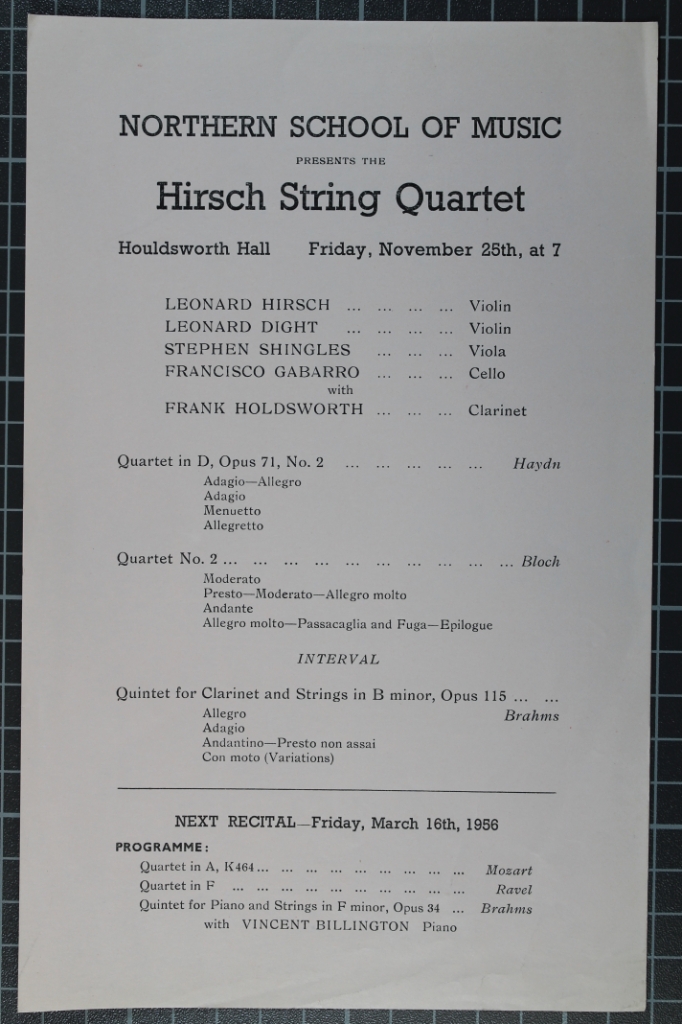 NORTHERN SCHOOL OF MUSIC
PRESENTS THE
Hirsch String Quartet
Houldsworth Hall Friday, November 25th, at 7
LEONARD HIRSCH ... ... ... ... Violin
LEONARD DIGHT ... ... ... ... Violin
STEPHEN SHINGLES ... ... ... Viola
FRANCISCO GABARRO ... ... ... Cello
with
FRANK HOLDSWORTH ... ... ... Clarinet
Quartet in D, Opus 71, No. 2 ... ... ... ... ... Haydn
Adagio—Allegro
Adagio
Menuetto
Allegretto
Quartet No. 2 ... ... ... ... ... ... ... ... ... ... Bloch
Moderato
Presto—Moderato—Allegro molto
Andante
Allegro molto—Passacaglia and Fuga—Epilogue
INTERVAL
Quintet for Clarinet and Strings in B minor, Opus 115 ... ...
Allegro Brahms
Adagio
Andantino—Presto non assai
Con moto (Variations)
NEXT RECITAL—Friday, March 16th, 1956
PROGRAMME:
Quartet in A, K464 ... ... ... ... ... ... ... ... ... Mozart
Quartet in F ... ... ... ... ... ... ... ... ... ... Ravel
Quintet for Piano and Strings in F minor, Opus 34 ... Brahms
with VINCENT BILLINGTON Piano